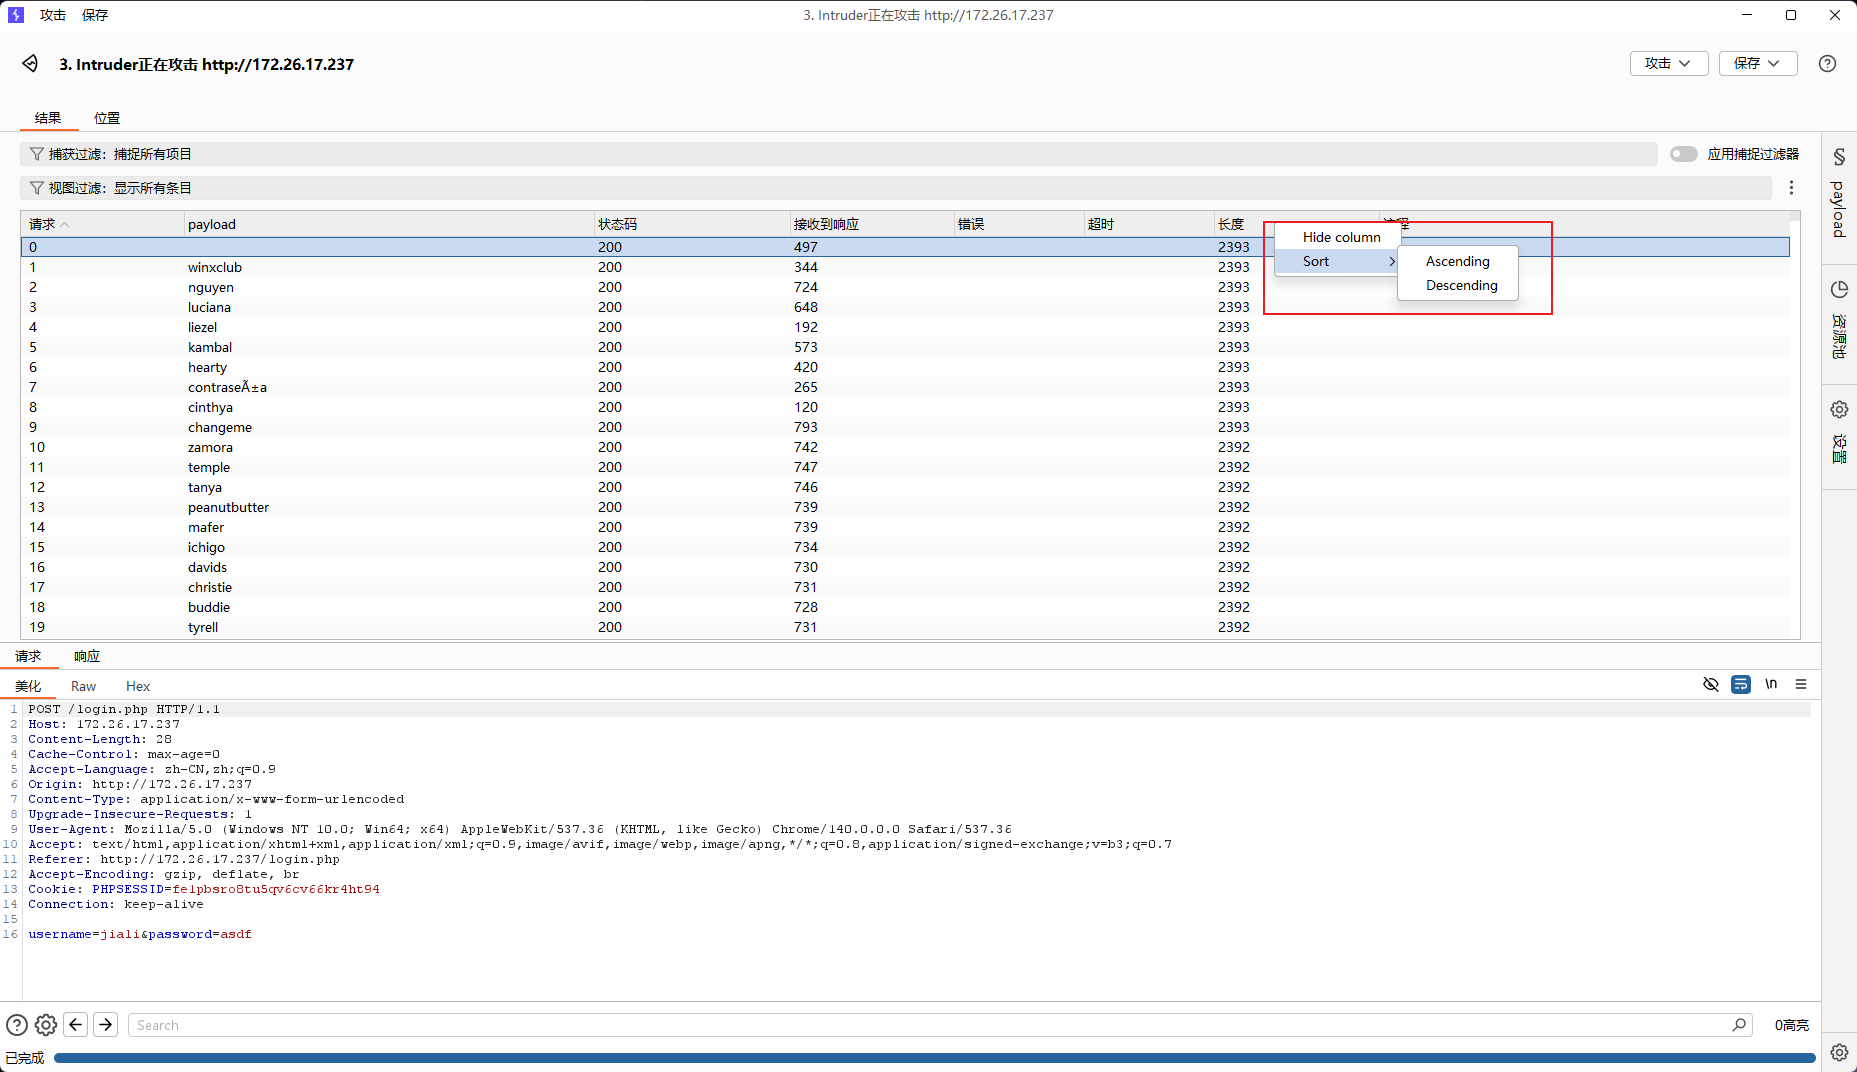 攻击 保存 3. Intruder正在攻击 http://172.26.17.237
3. Intruder正在攻击 http://172.26.17.237 攻击 保存
结果 位置
捕获过滤：捕捉所有项目 应用捕捉过滤器
视图过滤：显示所有条目
请求 payload 状态码 接收到响应 错误 超时 长度
0 200 497 2393
1 winxclub 200 344 2393
2 nguyen 200 724 2393
3 luciana 200 648 2393
4 liezel 200 192 2393
5 kambal 200 573 2393
6 hearty 200 420 2393
7 contraseÃ±a 200 265 2393
8 cinthya 200 120 2393
9 changeme 200 793 2393
10 zamora 200 742 2392
11 temple 200 747 2392
12 tanya 200 746 2392
13 peanutbutter 200 739 2392
14 mafer 200 739 2392
15 ichigo 200 734 2392
16 davids 200 730 2392
17 christie 200 731 2392
18 buddie 200 728 2392
19 tyrell 200 731 2392
Hide column
Sort
Ascending
Descending
payload
资源池
设置
请求 响应
美化 Raw Hex \n
1 POST /login.php HTTP/1.1
2 Host: 172.26.17.237
3 Content-Length: 28
4 Cache-Control: max-age=0
5 Accept-Language: zh-CN,zh;q=0.9
6 Origin: http://172.26.17.237
7 Content-Type: application/x-www-form-urlencoded
8 Upgrade-Insecure-Requests: 1
9 User-Agent: Mozilla/5.0 (Windows NT 10.0; Win64; x64) AppleWebKit/537.36 (KHTML, like Gecko) Chrome/140.0.0.0 Safari/537.36
10 Accept: text/html,application/xhtml+xml,application/xml;q=0.9,image/avif,image/webp,image/apng,*/*;q=0.8,application/signed-exchange;v=b3;q=0.7
11 Referer: http://172.26.17.237/login.php
12 Accept-Encoding: gzip, deflate, br
13 Cookie: PHPSESSID=fe1pbsro8tu5qv6cv66kr4ht94
14 Connection: keep-alive
15
16 username=jiali&password=asdf
Search 0高亮
已完成